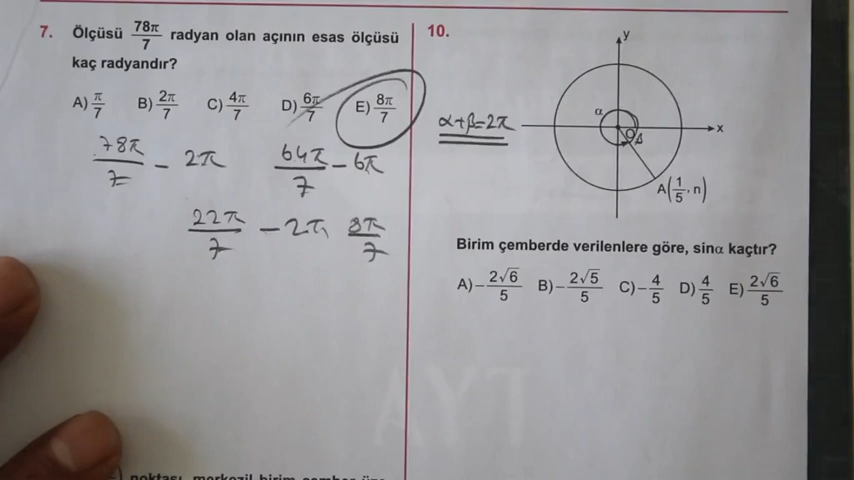 7. Ölçüsü 78π/7 radyan olan açının esas ölçüsü
kaç radyandır?
A) π/7 B) 2π/7 C) 4π/7 D) 6π/7 E) 8π/7
78π/7 − 2π 64π/7 − 6π
22π/7 − 2π 8π/7
10.
y
α
α+β=2π
x
A(1/5, n)
Birim çemberde verilenlere göre, sinα kaçtır?
A) −2√6/5 B) −2√5/5 C) −4/5 D) 4/5 E) 2√6/5
TYA
noktası, merkezil birim çember üze